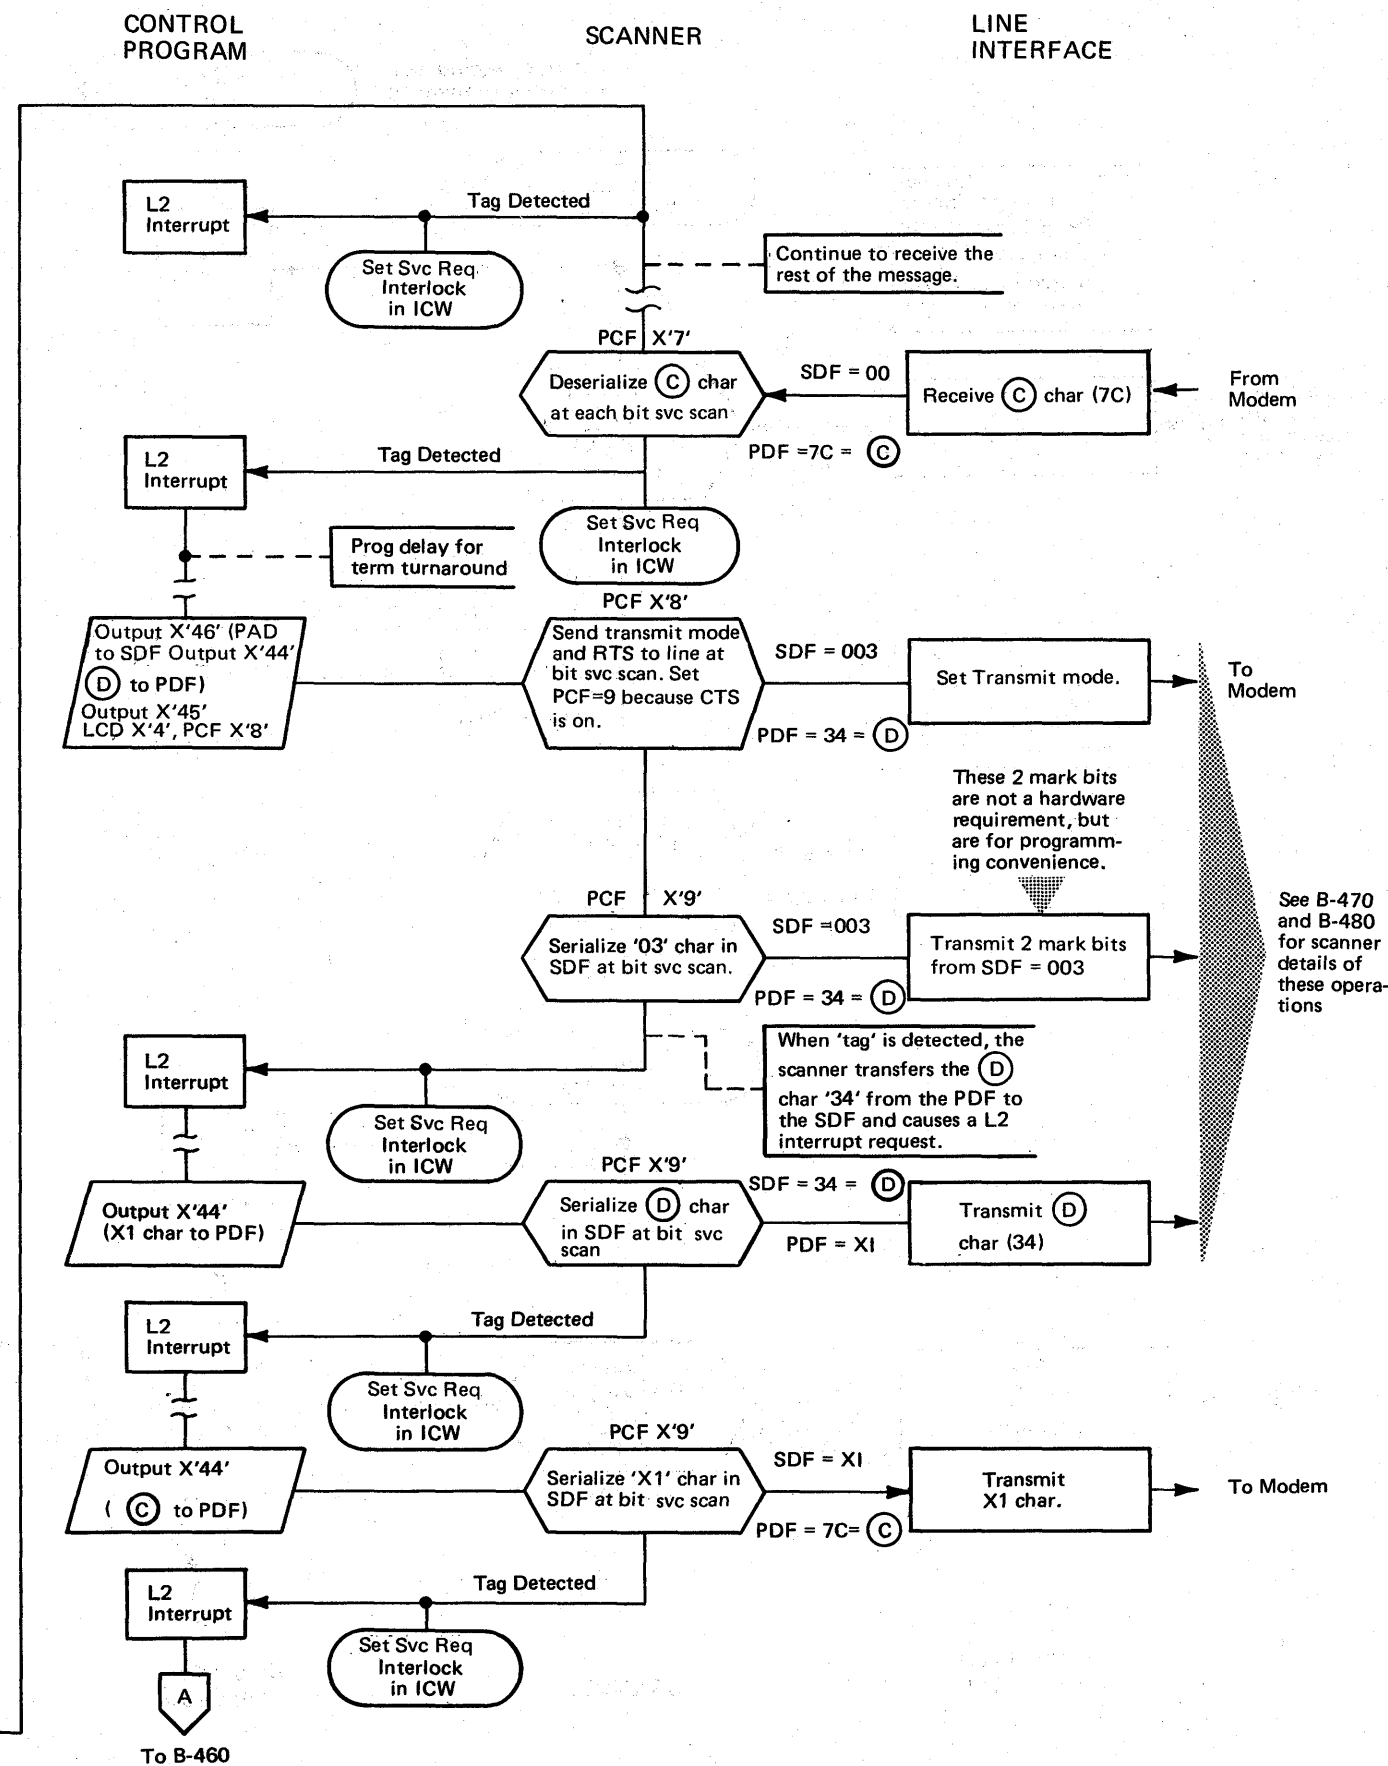 CONTROL
PROGRAM
SCANNER
LINE
INTERFACE
L2
Interrupt
Tag Detected
Set Svc Req
Interlock
in ICW
Continue to receive the
rest of the message.
PCF X'7'
Deserialize C char
at each bit svc scan
SDF = 00
Receive C char (7C)
From
Modem
PDF =7C = C
L2
Interrupt
Tag Detected
Set Svc Req
Interlock
in ICW
Prog delay for
term turnaround
Output X'46' (PAD
to SDF Output X'44'
D to PDF)
Output X'45'
LCD X'4', PCF X'8'
PCF X'8'
Send transmit mode
and RTS to line at
bit svc scan. Set
PCF=9 because CTS
is on.
SDF = 003
PDF = 34 = D
Set Transmit mode.
To
Modem
These 2 mark bits
are not a hardware
requirement, but
are for programm-
ing convenience.
PCF X'9'
Serialize '03' char in
SDF at bit svc scan.
SDF =003
PDF = 34 = D
Transmit 2 mark bits
from SDF = 003
See B-470
and B-480
for scanner
details of
these opera-
tions
L2
Interrupt
Set Svc Req
Interlock
in ICW
When 'tag' is detected, the
scanner transfers the D
char '34' from the PDF to
the SDF and causes a L2
interrupt request.
Output X'44'
(X1 char to PDF)
PCF X'9'
Serialize D char
in SDF at bit svc
scan
SDF = 34 = D
PDF = XI
Transmit D
char (34)
L2
Interrupt
Tag Detected
Set Svc Req
Interlock
in ICW
Output X'44'
( C to PDF)
PCF X'9'
Serialize 'X1' char in
SDF at bit svc scan
SDF = XI
PDF = 7C= C
Transmit
X1 char.
To Modem
L2
Interrupt
Tag Detected
Set Svc Req
Interlock
in ICW
A
To B-460